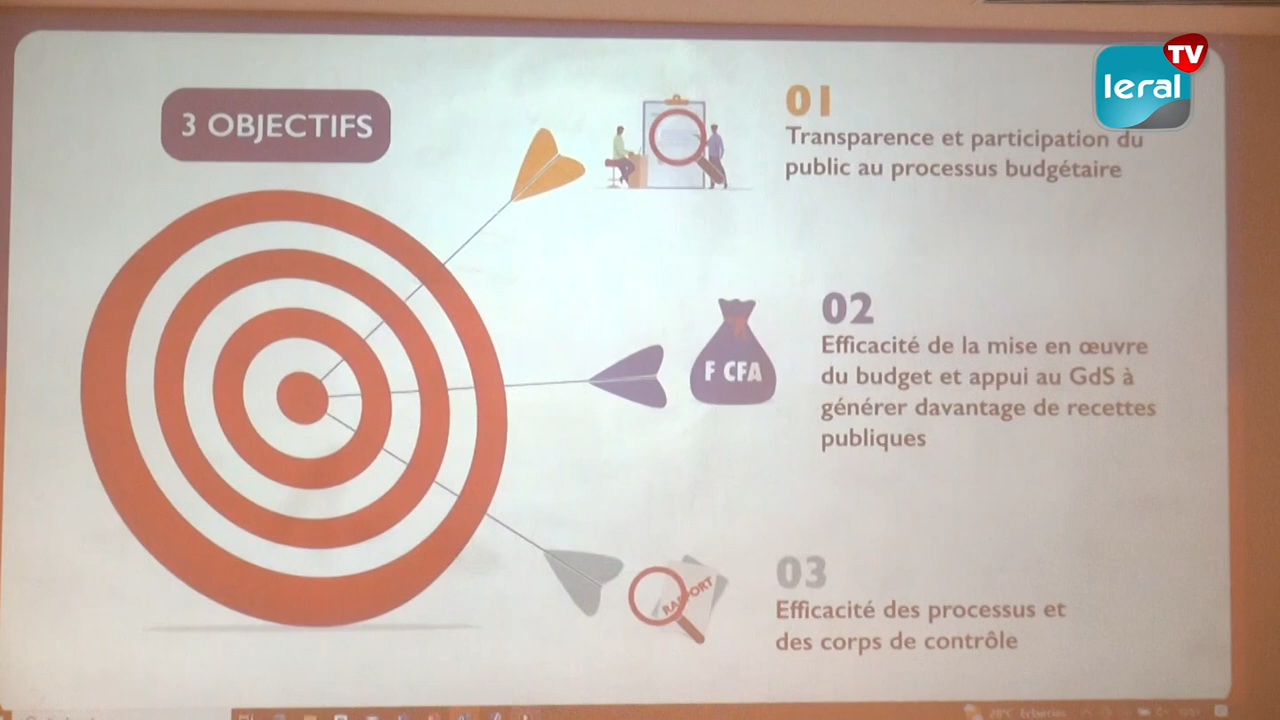 TV
leral
3 OBJECTIFS
01
Transparence et participation du
public au processus budgétaire
02
Efficacité de la mise en œuvre
du budget et appui au GdS à
générer davantage de recettes
publiques
F CFA
03
Efficacité des processus et
des corps de contrôle
RAPPORT